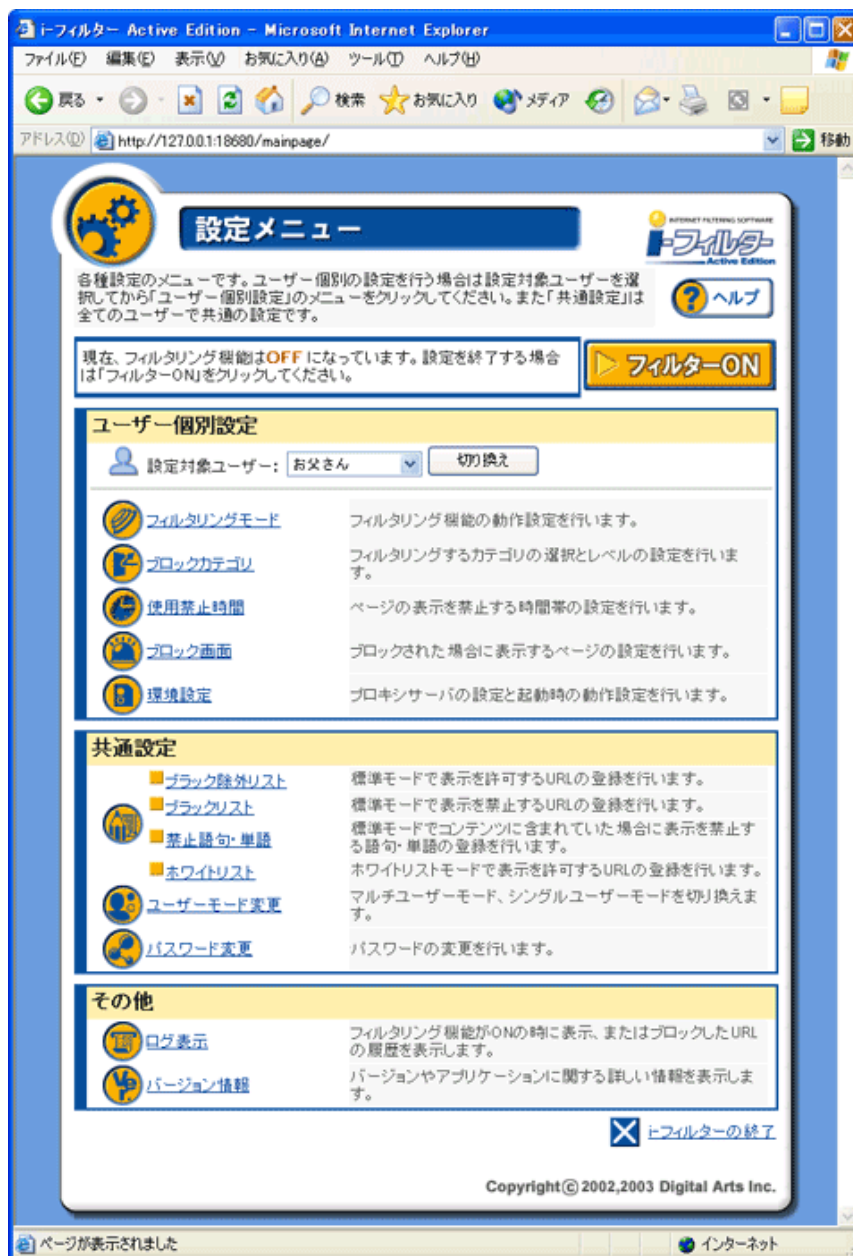 i-フィルター Active Edition - Microsoft Internet Explorer
ファイル(F) 編集(E) 表示(V) お気に入り(A) ツール(T) ヘルプ(H)
戻る 検索 お気に入り メディア
アドレス(D) http://127.0.0.1:18680/mainpage/ 移動
設定メニュー
INTERNET FILTERING SOFTWARE
i-フィルター
Active Edition
各種設定のメニューです。ユーザー個別の設定を行う場合は設定対象ユーザーを選
択してから「ユーザー個別設定」のメニューをクリックしてください。また「共通設定」は
全てのユーザーで共通の設定です。
ヘルプ
現在、フィルタリング機能はOFF になっています。設定を終了する場合
は「フィルターON」をクリックしてください。
フィルターON
ユーザー個別設定
設定対象ユーザー: お父さん 切り換え
フィルタリングモード フィルタリング機能の動作設定を行います。
ブロックカテゴリ フィルタリングするカテゴリの選択とレベルの設定を行いま
す。
使用禁止時間 ページの表示を禁止する時間帯の設定を行います。
ブロック画面 ブロックされた場合に表示するページの設定を行います。
環境設定 プロキシサーバの設定と起動時の動作設定を行います。
共通設定
ブラック除外リスト 標準モードで表示を許可するURLの登録を行います。
ブラックリスト 標準モードで表示を禁止するURLの登録を行います。
禁止語句・単語 標準モードでコンテンツに含まれていた場合に表示を禁止す
る語句・単語の登録を行います。
ホワイトリスト ホワイトリストモードで表示を許可するURLの登録を行います。
ユーザーモード変更 マルチユーザーモード、シングルユーザーモードを切り換えま
す。
パスワード変更 パスワードの変更を行います。
その他
ログ表示 フィルタリング機能がONの時に表示、またはブロックしたURL
の履歴を表示します。
バージョン情報 バージョンやアプリケーションに関する詳しい情報を表示しま
す。
i-フィルターの終了
Copyright© 2002,2003 Digital Arts Inc.
ページが表示されました インターネット